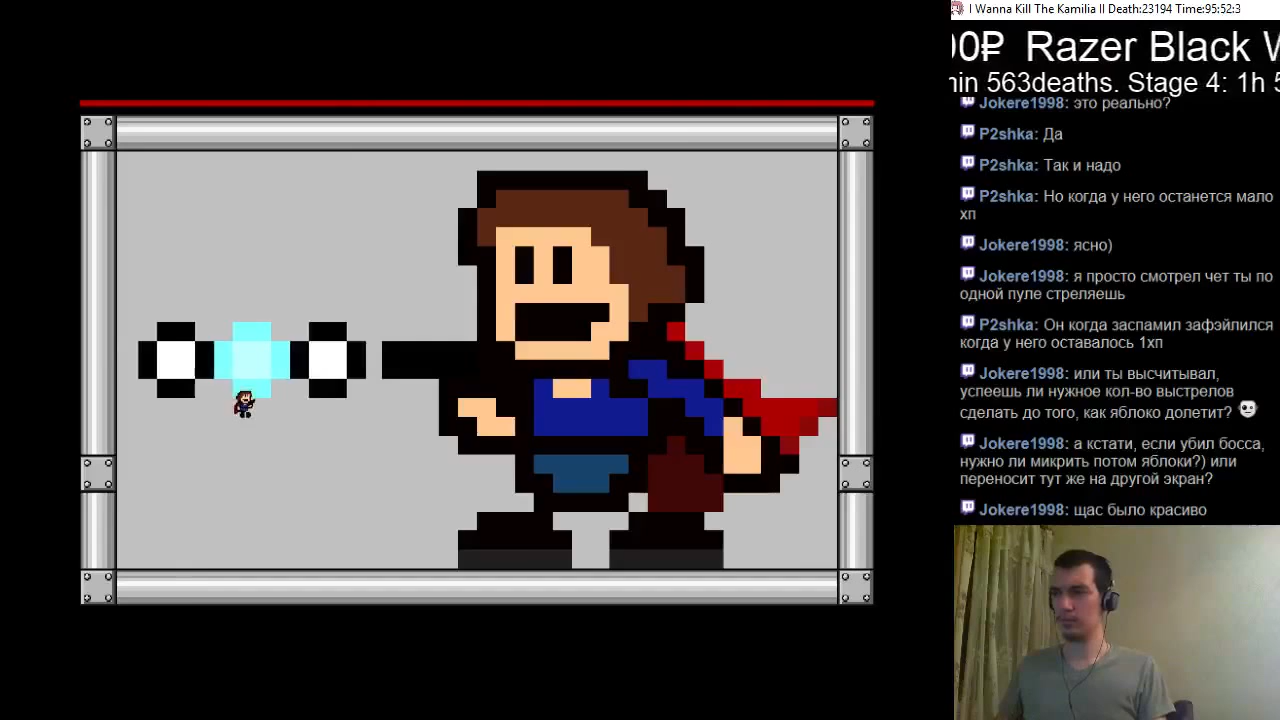 I Wanna Kill The Kamilia II Death:23194 Time:95:52:3
00₽ Razer Black
min 563deaths. Stage 4: 1h
Jokere1998: это реально?
P2shka: Да
P2shka: Так и надо
P2shka: Но когда у него останется мало
хп
Jokere1998: ясно)
Jokere1998: я просто смотрел чет ты по
одной пуле стреляешь
P2shka: Он когда заспамил зафэйлился
когда у него оставалось 1хп
Jokere1998: или ты высчитывал,
успеешь ли нужное кол-во выстрелов
сделать до того, как яблоко долетит?
Jokere1998: а кстати, если убил босса,
нужно ли микрить потом яблоки?) или
переносит тут же на другой экран?
Jokere1998: щас было красиво